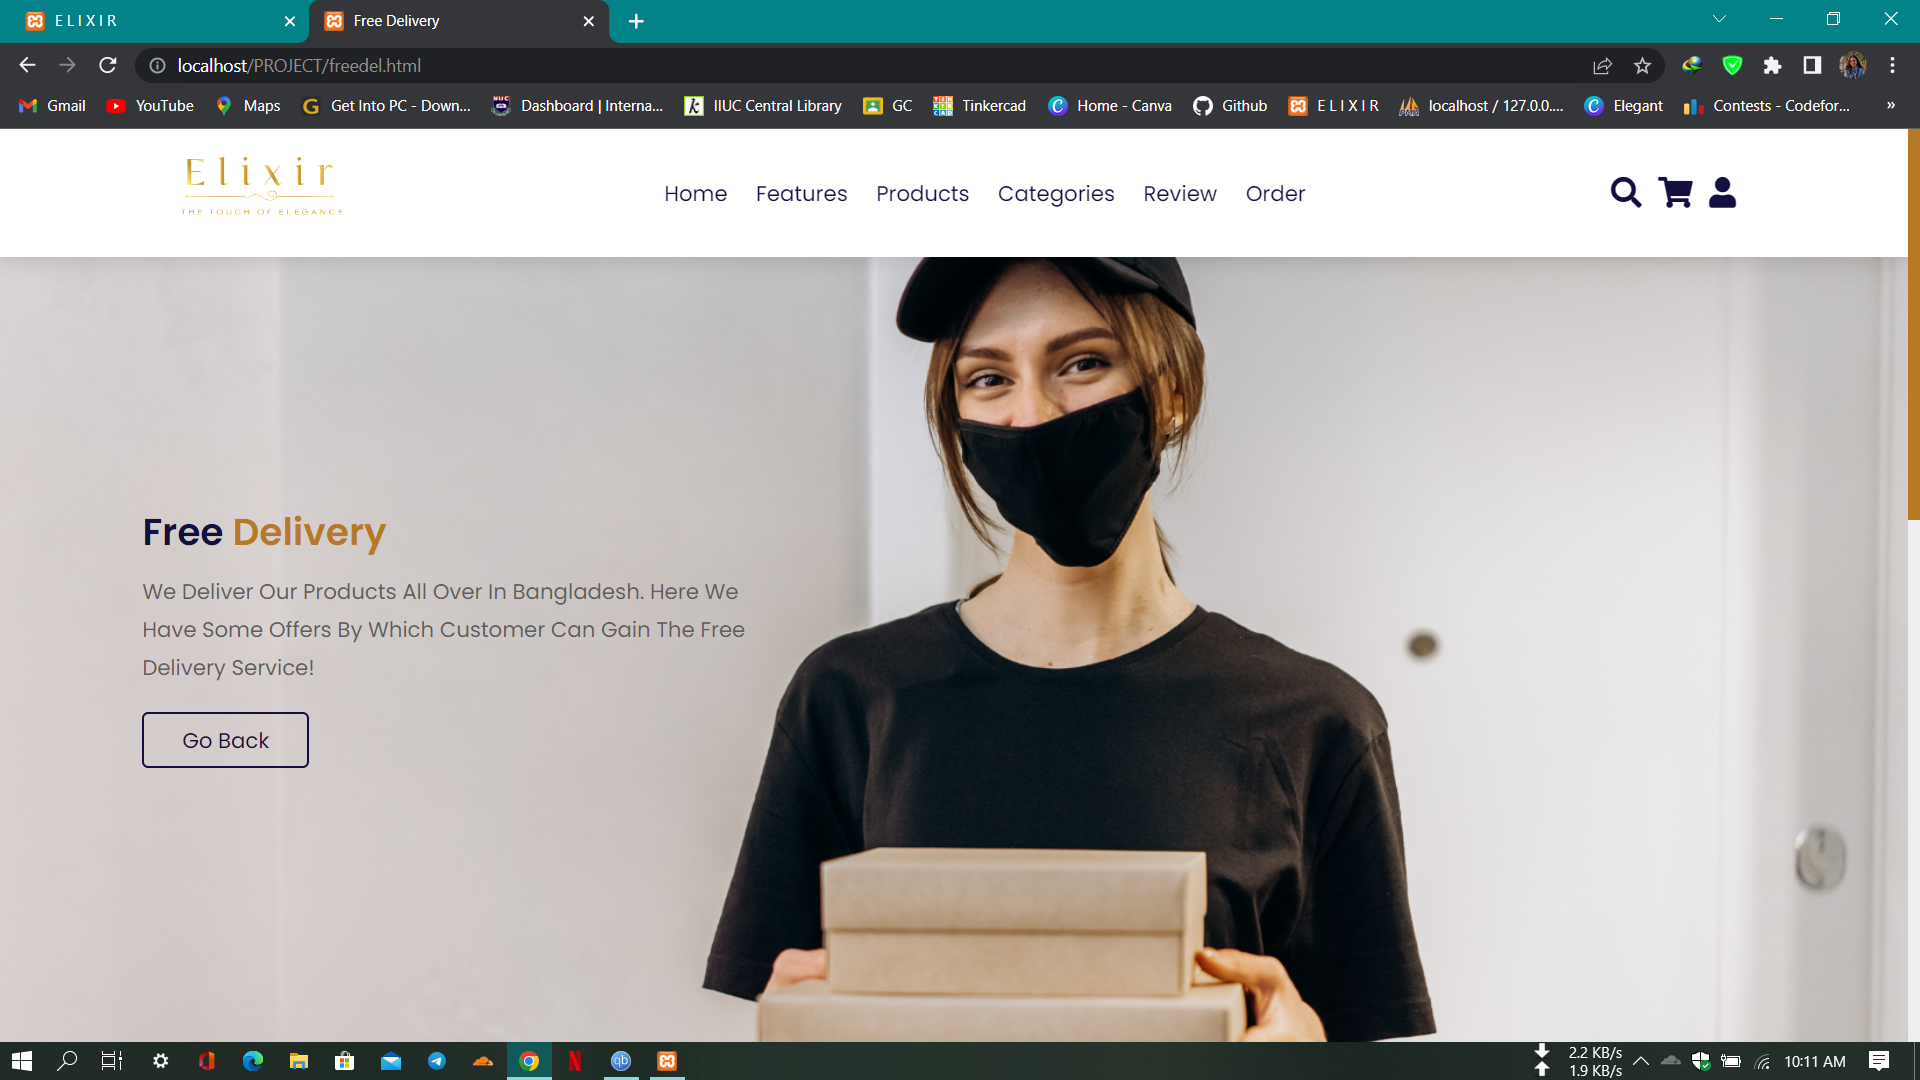 E L I X I R
Free Delivery
localhost/PROJECT/freedel.html
Gmail
YouTube
Maps
Get Into PC - Down...
Dashboard | Interna...
IIUC Central Library
GC
Tinkercad
Home - Canva
Github
E L I X I R
localhost / 127.0.0....
Elegant
Contests - Codefor...
»
Elixir
THE TOUCH OF ELEGANCE
Home
Features
Products
Categories
Review
Order
Free Delivery
We Deliver Our Products All Over In Bangladesh. Here We
Have Some Offers By Which Customer Can Gain The Free
Delivery Service!
Go Back
2.2 KB/s
1.9 KB/s
10:11 AM